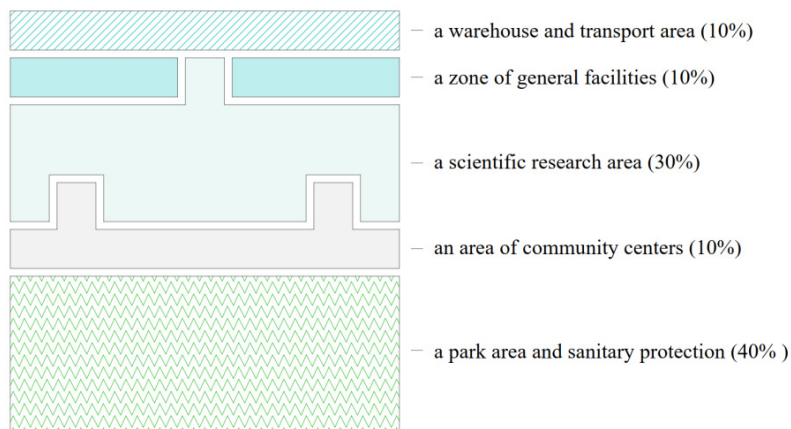 a warehouse and transport area (10%)
a zone of general facilities (10%)
a scientific research area (30%)
an area of community centers (10%)
a park area and sanitary protection (40% )